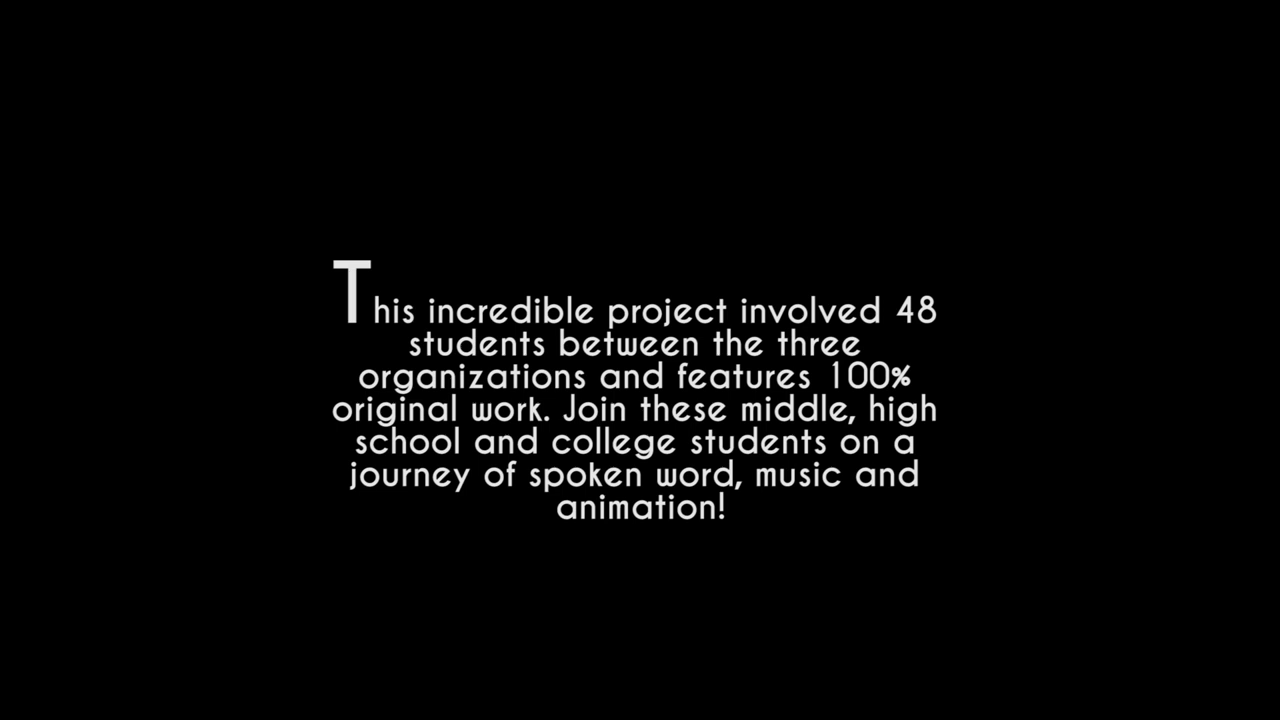 This incredible project involved 48
students between the three
organizations and features 100%
original work. Join these middle, high
school and college students on a
journey of spoken word, music and
animation!